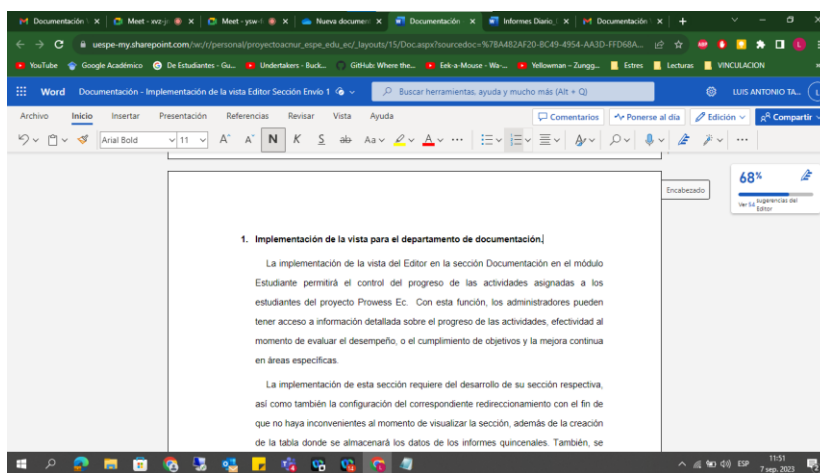 Documentación
Meet - xvz-j
Meet - ysw-
Nueva documen
Documentación
Informes Diario_
Documentación
uespe-my.sharepoint.com/:w:/r/personal/proyectoacnur_espe_edu_ec/_layouts/15/Doc.aspx?sourcedoc=%7BA482AF20-BC49-4954-AA3D-FFD68A...
YouTube Google Académico De Estudiantes - Gu... Undertakers - Buck... GitHub: Where the... Eek-a-Mouse - Wa-... Yellowman – Zungg... Estres Lecturas VINCULACION
Word Documentación - Implementación de la vista Editor Sección Envío 1 Buscar herramientas, ayuda y mucho más (Alt + Q) LUIS ANTONIO TA...
Archivo Inicio Insertar Presentación Referencias Revisar Vista Ayuda Comentarios Ponerse al día Edición Compartir
Arial Bold 11 A A N K S ab Aa A
68%
Ver 54 sugerencias del Editor
Encabezado
1. Implementación de la vista para el departamento de documentación.
La implementación de la vista del Editor en la sección Documentación en el módulo
Estudiante permitirá el control del progreso de las actividades asignadas a los
estudiantes del proyecto Prowess Ec. Con esta función, los administradores pueden
tener acceso a información detallada sobre el progreso de las actividades, efectividad al
momento de evaluar el desempeño, o el cumplimiento de objetivos y la mejora continua
en áreas específicas.
La implementación de esta sección requiere del desarrollo de su sección respectiva,
así como también la configuración del correspondiente redireccionamiento con el fin de
que no haya inconvenientes al momento de visualizar la sección, además de la creación
de la tabla donde se almacenará los datos de los informes quincenales. También, se
ESP 11:51
7 sep. 2023